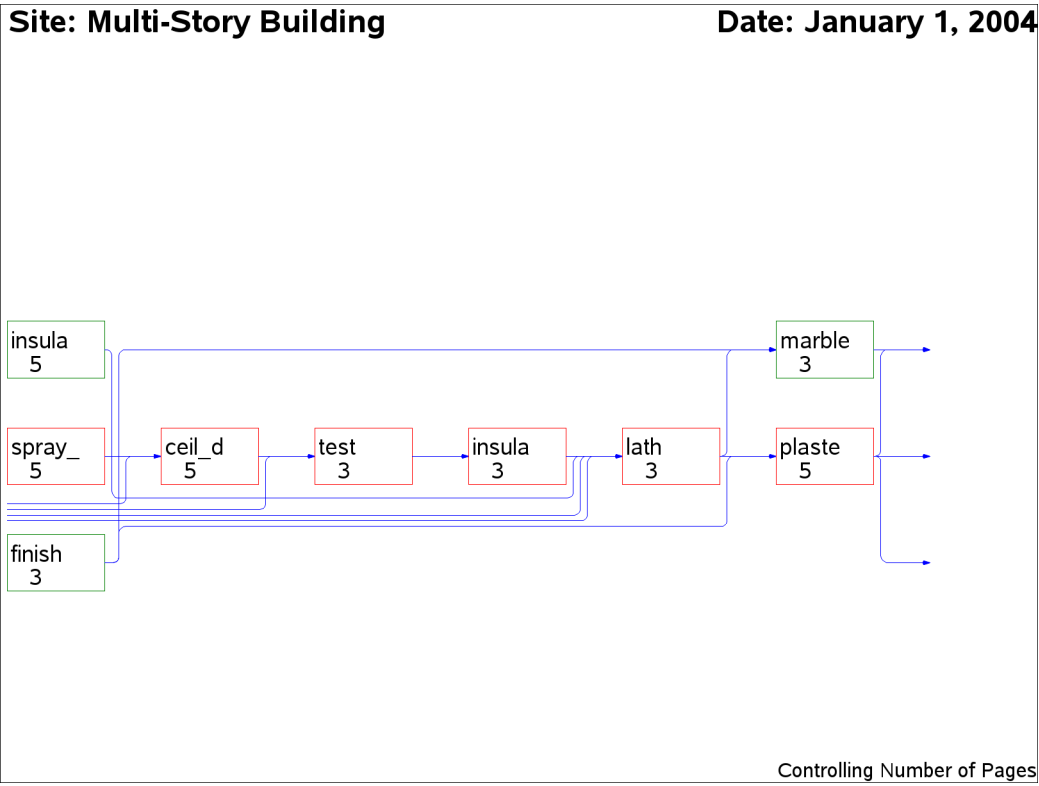 Site: Multi-Story Building
Date: January 1, 2004
insula
5
marble
3
spray_
5
ceil_d
5
test
3
insula
3
lath
3
plaste
5
finish
3
Controlling Number of Pages